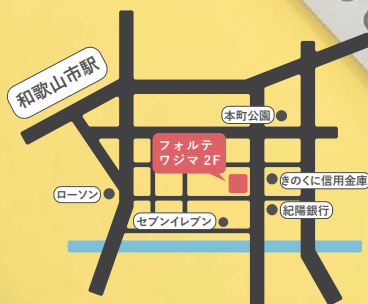 和歌山市駅
本町公園
フォルテ
ワジマ 2F
きのくに信用金庫
ローソン
紀陽銀行
セブンイレブン